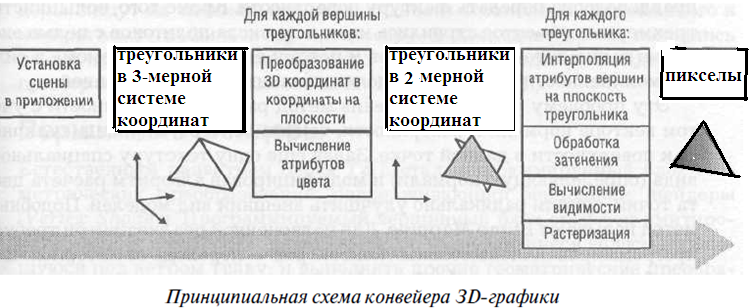 Для каждой вершины
треугольников:
Для каждого
треугольника:
Установка
сцены
в приложении
треугольники
в 3-мерной
системе
координат
Преобразование
3D координат в
координаты на
плоскости
Вычисление
атрибутов
цвета
треугольники
в 2 мерной
системе
координат
Интерполяция
атрибутов вершин
на плоскость
треугольника
Обработка
затенения
Вычисление
видимости
Растеризация
пикселы
Принципиальная схема конвейера 3D-графики